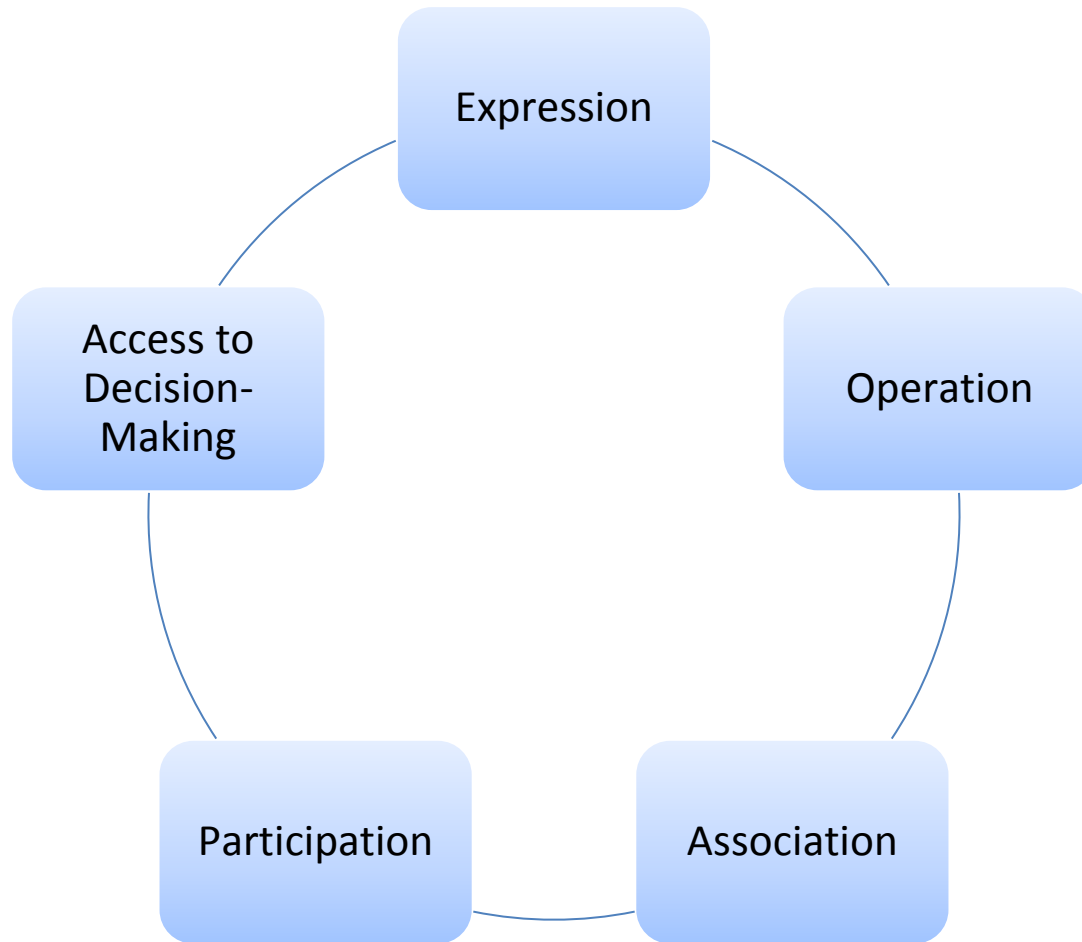 Expression
Access to
Decision-
Making
Operation
Participation
Association